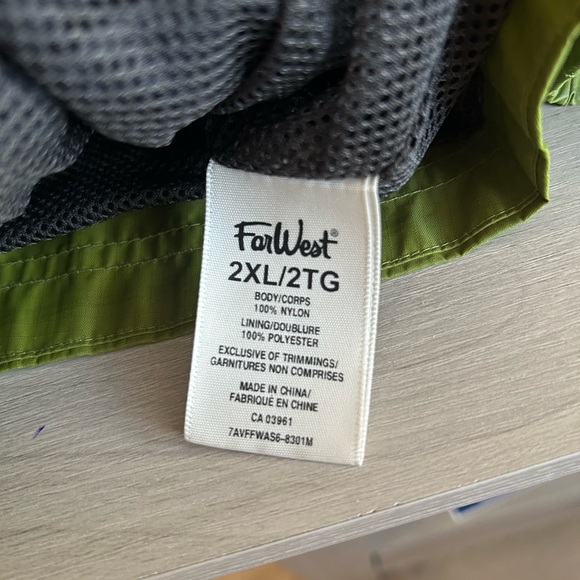 FarWest®
2XL/2TG
BODY/CORPS
100% NYLON
LINING/DOUBLURE
100% POLYESTER
EXCLUSIVE OF TRIMMINGS/
GARNITURES NON COMPRISES
MADE IN CHINA/
FABRIQUÉ EN CHINE
CA 03961
7AVFFWAS6-8301M